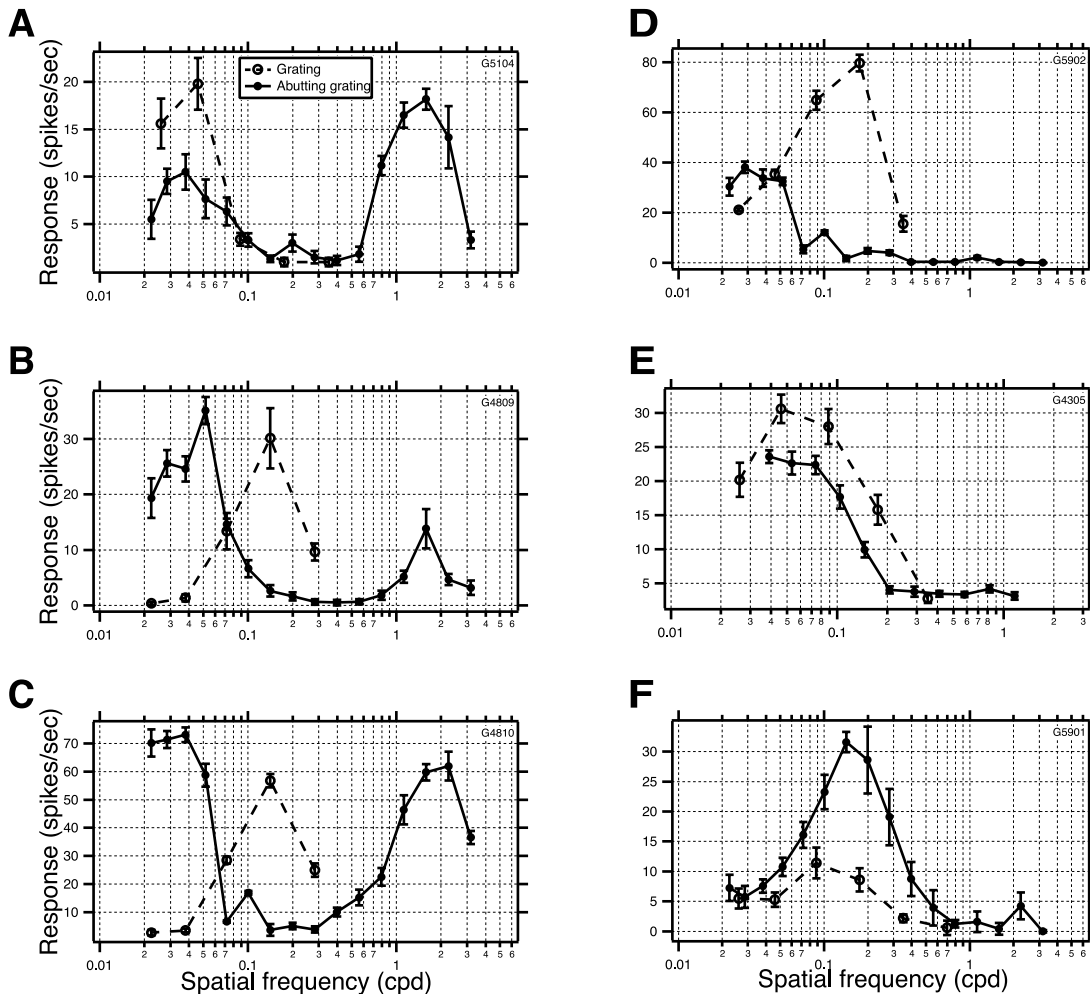 A
Response (spikes/sec)
G5104
Grating
Abutting grating
20
15
10
5
0.01 2 3 4 5 6 7 0.1 2 3 4 5 6 7 1 2 3 4 5 6
B
Response (spikes/sec)
G4809
30
20
10
0
0.01 2 3 4 5 6 7 0.1 2 3 4 5 6 7 1 2 3 4 5 6
C
Response (spikes/sec)
G4810
70
60
50
40
30
20
10
0.01 2 3 4 5 6 7 0.1 2 3 4 5 6 7 1 2 3 4 5 6
Spatial frequency (cpd)
D
G5902
80
60
40
20
0
0.01 2 3 4 5 6 7 0.1 2 3 4 5 6 7 1 2 3 4 5 6
E
G4305
30
25
20
15
10
5
0.01 2 3 4 5 6 7 8 0.1 2 3 4 5 6 7 8 1 2 3
F
G5901
30
25
20
15
10
5
0
0.01 2 3 4 5 6 7 0.1 2 3 4 5 6 7 1 2 3 4 5 6
Spatial frequency (cpd)